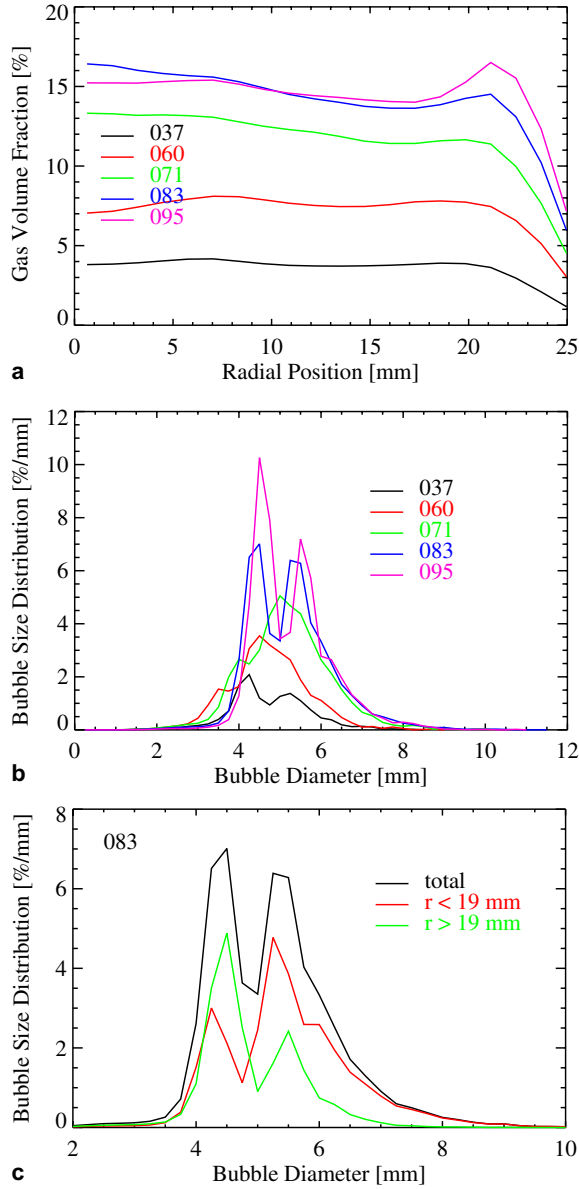 20
15
10
5
0
Gas Volume Fraction [%]
037
060
071
083
095
0 5 10 15 20 25
Radial Position [mm]
a
12
10
8
6
4
2
0
Bubble Size Distribution [%/mm]
037
060
071
083
095
0 2 4 6 8 10 12
Bubble Diameter [mm]
b
8
6
4
2
0
Bubble Size Distribution [%/mm]
083
total
r < 19 mm
r > 19 mm
2 4 6 8 10
Bubble Diameter [mm]
c